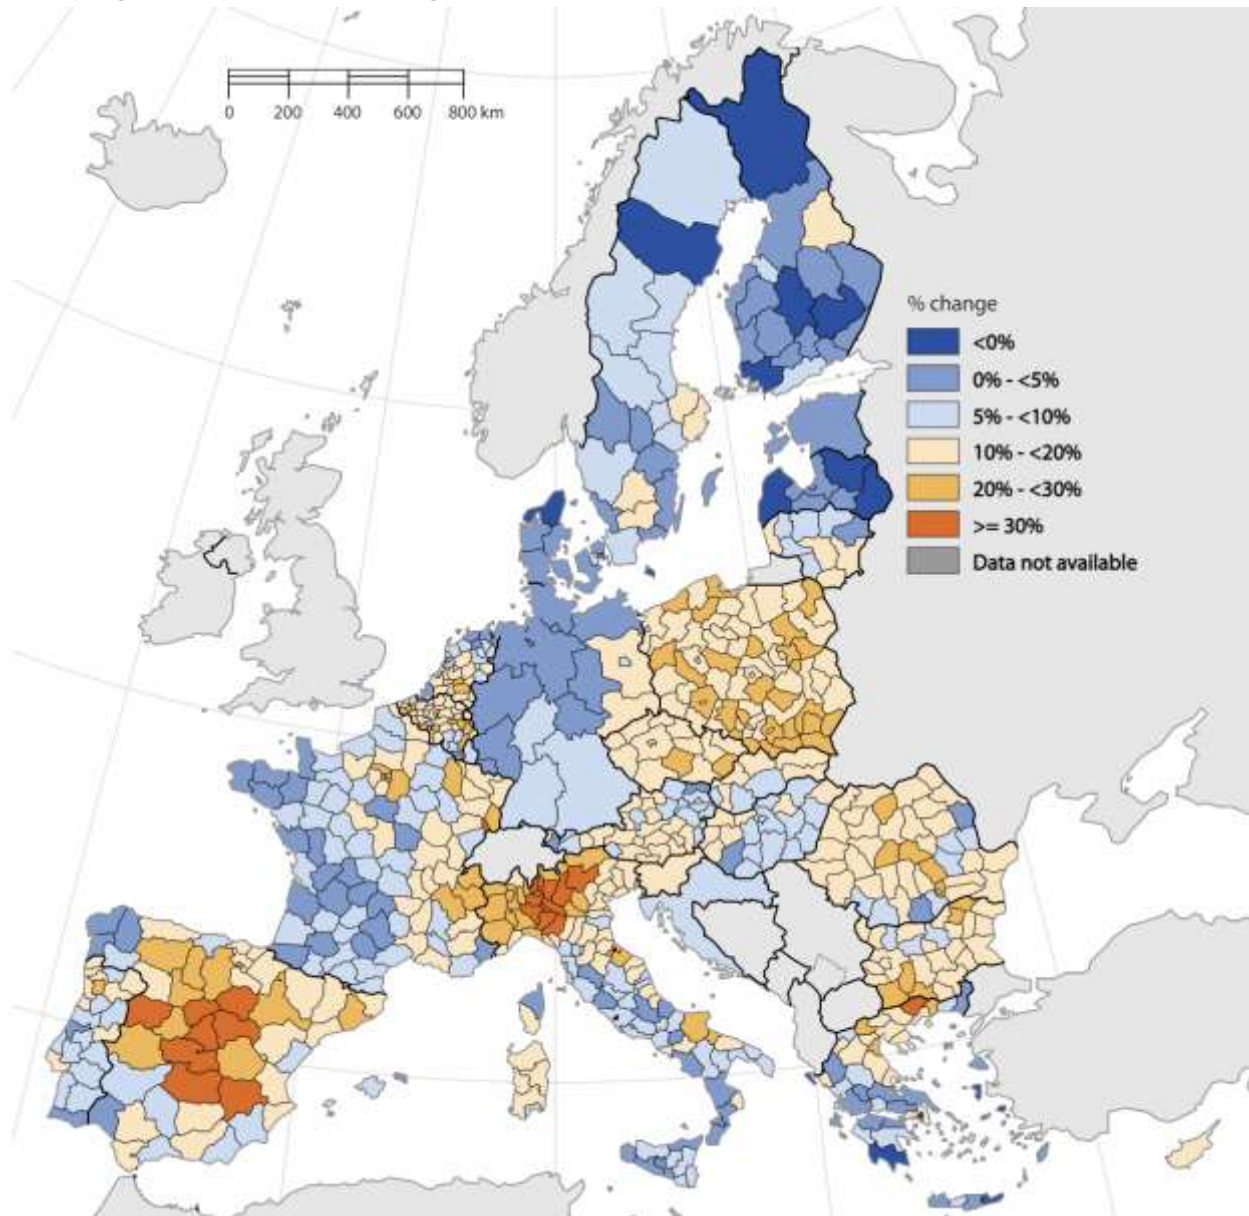 0 200 400 600 800 km
% change
<0%
0% - <5%
5% - <10%
10% - <20%
20% - <30%
>= 30%
Data not available